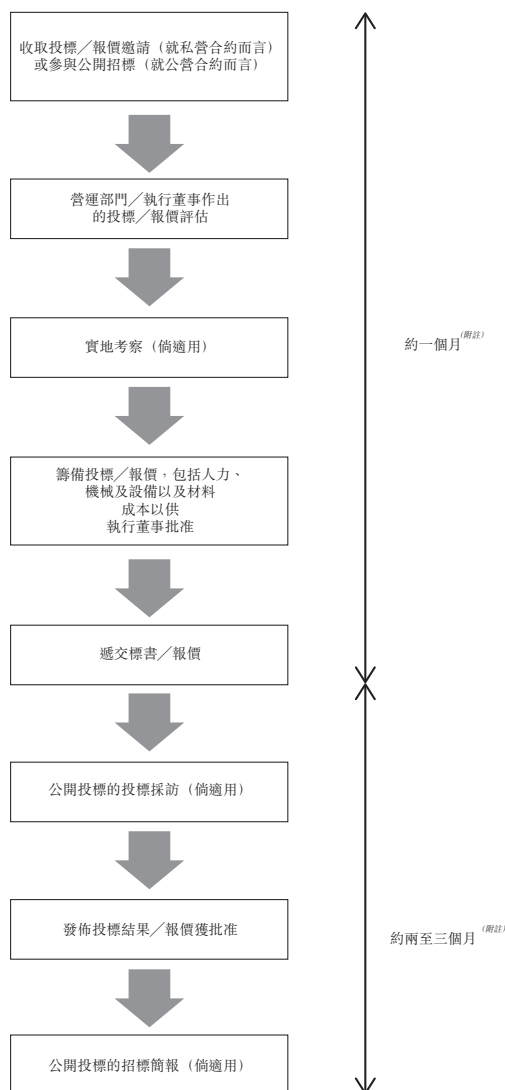 收取投標／報價邀請（就私營合約而言）
或參與公開招標（就公營合約而言）
營運部門／執行董事作出
的投標／報價評估
實地考察（倘適用）
約一個月（附註）
籌備投標／報價，包括人力、
機械及設備以及材料
成本以供
執行董事批准
遞交標書／報價
公開投標的投標採訪（倘適用）
發佈投標結果／報價獲批准
約兩至三個月（附註）
公開投標的招標簡報（倘適用）